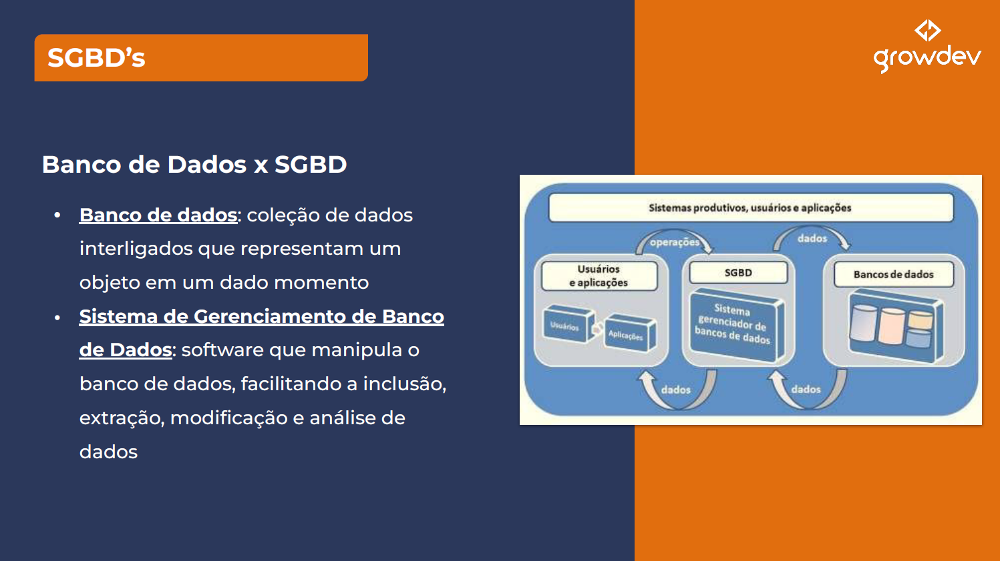 SGBD’s
growdev
Banco de Dados x SGBD
• Banco de dados: coleção de dados
interligados que representam um
objeto em um dado momento
• Sistema de Gerenciamento de Banco
de Dados: software que manipula o
banco de dados, facilitando a inclusão,
extração, modificação e análise de
dados
Sistemas produtivos, usuários e aplicações
operações
dados
Usuários
e aplicações
SGBD
Bancos de dados
Usuários
Aplicações
Sistema
gerenciador de
bancos de dados
dados
dados